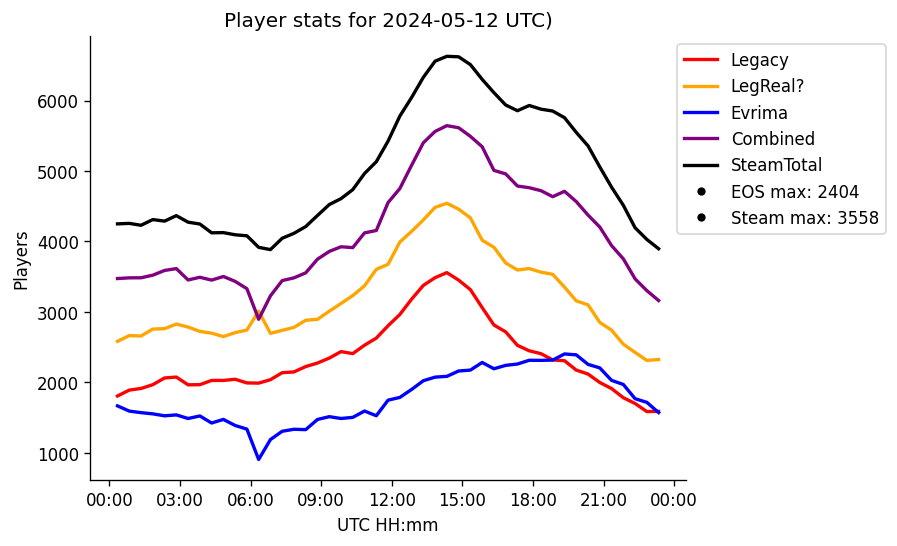 Player stats for 2024-05-12 UTC)
Legacy
LegReal?
Evrima
Combined
SteamTotal
EOS max: 2404
Steam max: 3558
Players
6000
5000
4000
3000
2000
1000
00:00 03:00 06:00 09:00 12:00 15:00 18:00 21:00 00:00
UTC HH:mm